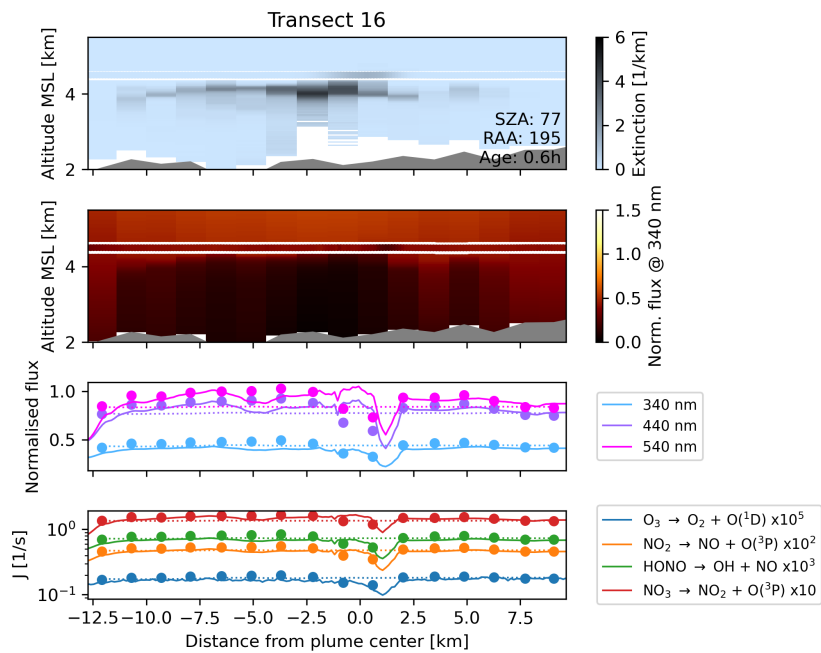 Transect 16
Altitude MSL [km]
4
2
SZA: 77
RAA: 195
Age: 0.6h
6
4
2
0
Extinction [1/km]
Altitude MSL [km]
4
2
1.5
1.0
0.5
0.0
Norm. flux @ 340 nm
Normalised flux
1.0
0.5
340 nm
440 nm
540 nm
J [1/s]
10⁰
10⁻¹
O₃ → O₂ + O(¹D) x10⁵
NO₂ → NO + O(³P) x10²
HONO → OH + NO x10³
NO₃ → NO₂ + O(³P) x10
−12.5 −10.0 −7.5 −5.0 −2.5 0.0 2.5 5.0 7.5
Distance from plume center [km]